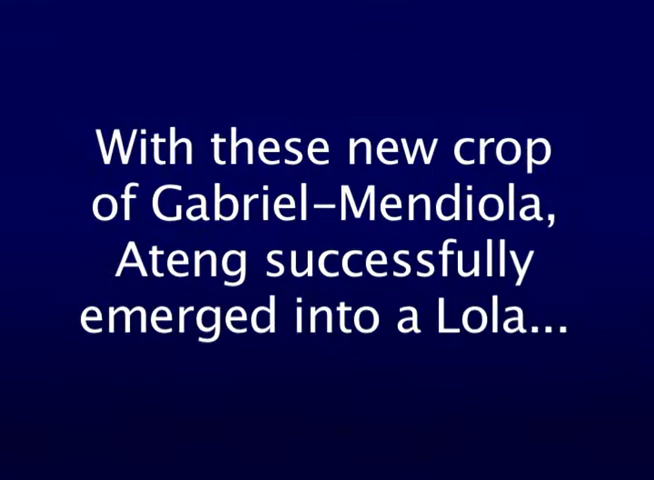 With these new crop
of Gabriel-Mendiola,
Ateng successfully
emerged into a Lola...